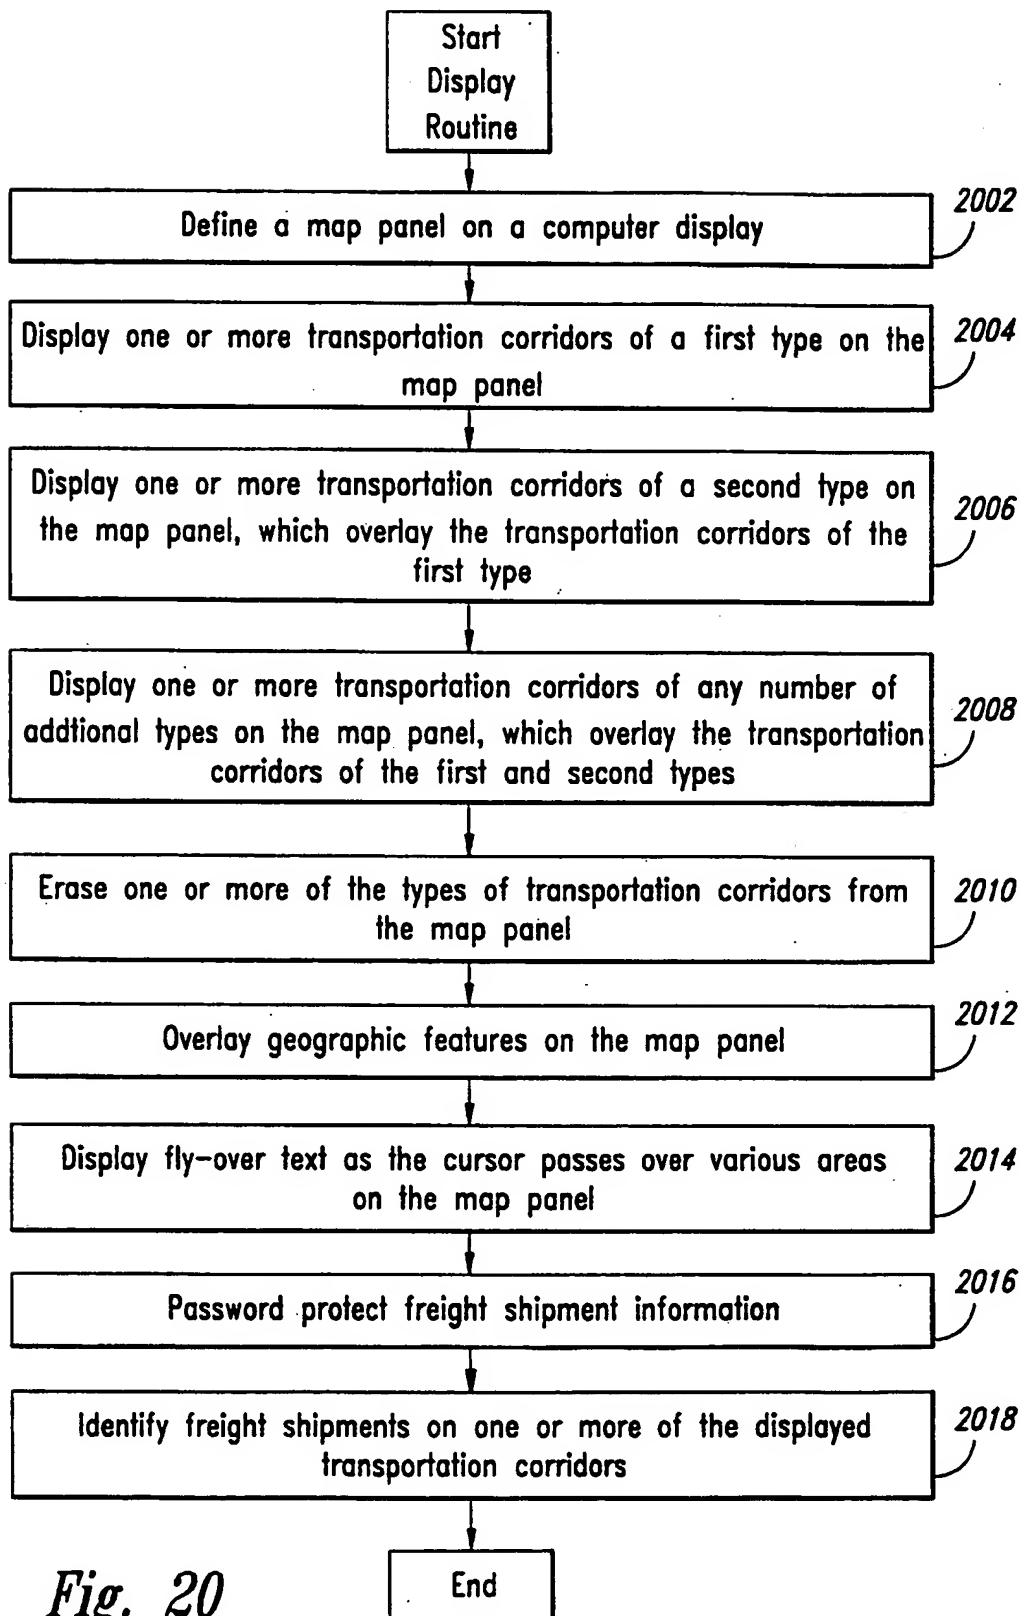 Start
Display
Routine
2002
Define a map panel on a computer display
2004
Display one or more transportation corridors of a first type on the
map panel
2006
Display one or more transportation corridors of a second type on
the map panel, which overlay the transportation corridors of the
first type
2008
Display one or more transportation corridors of any number of
addtional types on the map panel, which overlay the transportation
corridors of the first and second types
2010
Erase one or more of the types of transportation corridors from
the map panel
2012
Overlay geographic features on the map panel
2014
Display fly-over text as the cursor passes over various areas
on the map panel
2016
Password protect freight shipment information
2018
Identify freight shipments on one or more of the displayed
transportation corridors
End
Fig. 20